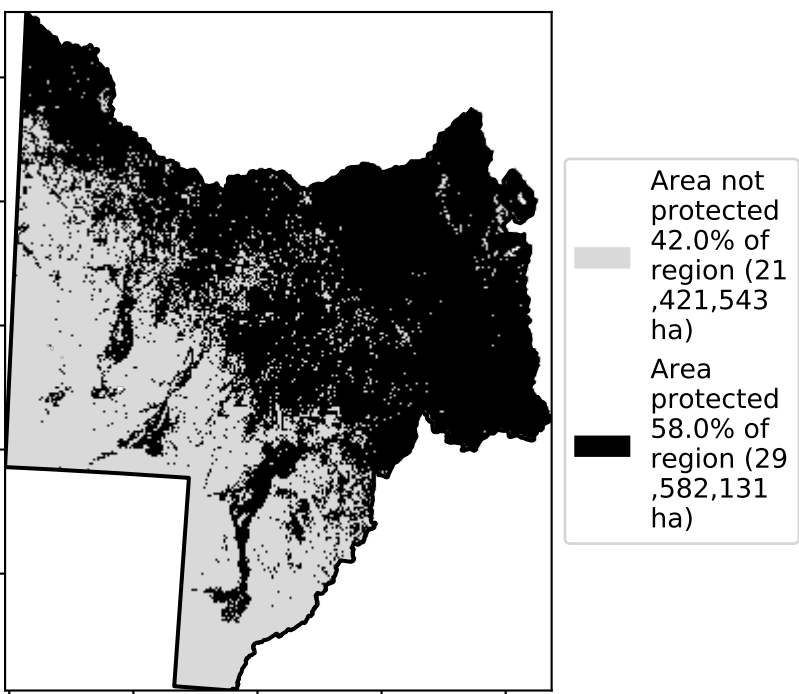 Area not
protected
42.0% of
region (21
,421,543
ha)
Area
protected
58.0% of
region (29
,582,131
ha)